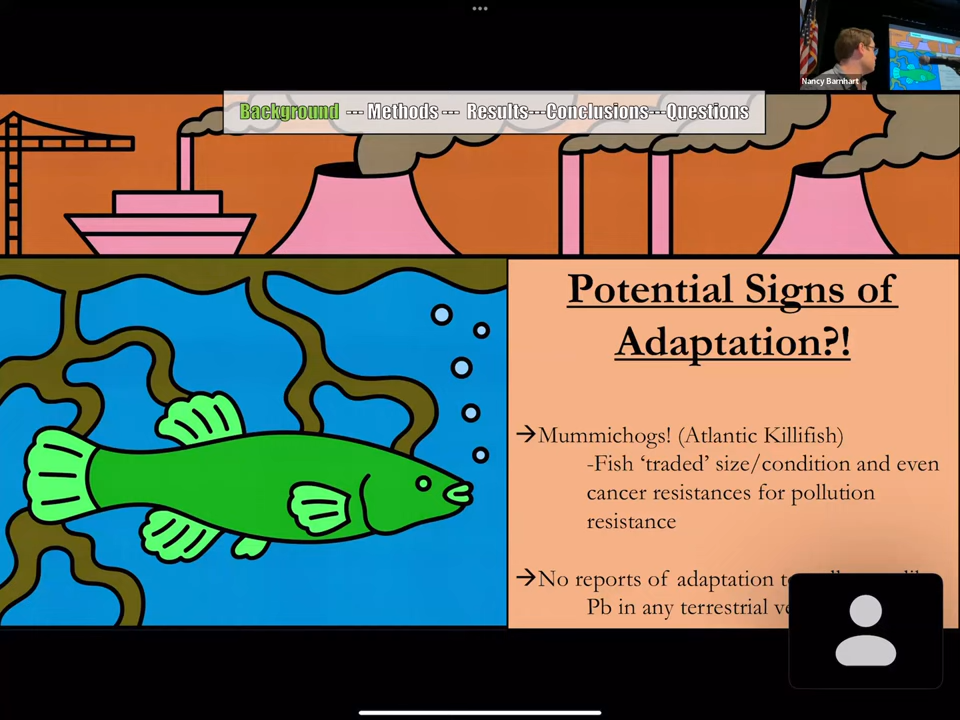 Nancy Barnhart
Background --- Methods --- Results---Conclusions---Questions
Potential Signs of
Adaptation?!
→Mummichogs! (Atlantic Killifish)
-Fish ‘traded’ size/condition and even
cancer resistances for pollution
resistance
→No reports of adaptation
Pb in any terrestrial